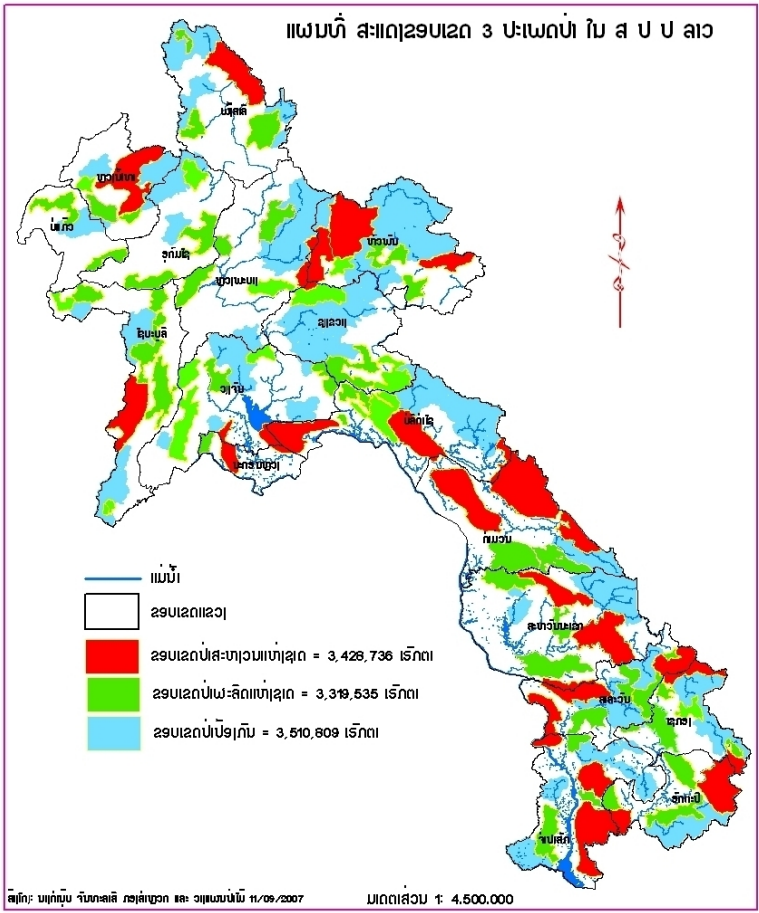 ແຜນທີ່ ສະແດງຂອບເຂດ 3 ປະເພດປ່າ ໃນ ສ ປ ປ ລາວ
ຜົ້ງສາລີ
ຫຼວງນ້ຳທາ
ບໍ່ແກ້ວ
ອຸດົມໄຊ
ຫົວພັນ
ຫຼວງພະບາງ
ຊຽງຂວາງ
ໄຊຍະບູລີ
ວຽງຈັນ
ບໍລິຄຳໄຊ
ນະຄອນຫຼວງ
ຄຳມ່ວນ
ແມ່ນ້ຳ
ຂອບເຂດແຂວງ
ສະຫວັນນະເຂດ
ຂອບເຂດປ່າສະຫງວນແຫ່ງຊາດ = 3,428,736 ເຮັກຕາ
ຂອບເຂດປ່າຜະລິດແຫ່ງຊາດ = 3,319,535 ເຮັກຕາ
ສາລະວັນ
ເຊກອງ
ຂອບເຂດປ່າປ້ອງກັນ = 3,510,809 ເຮັກຕາ
ອັດຕະປື
ຈຳປາສັກ
ແລະ 11/09/2007
ມາດຕາສ່ວນ 1: 4.500.000